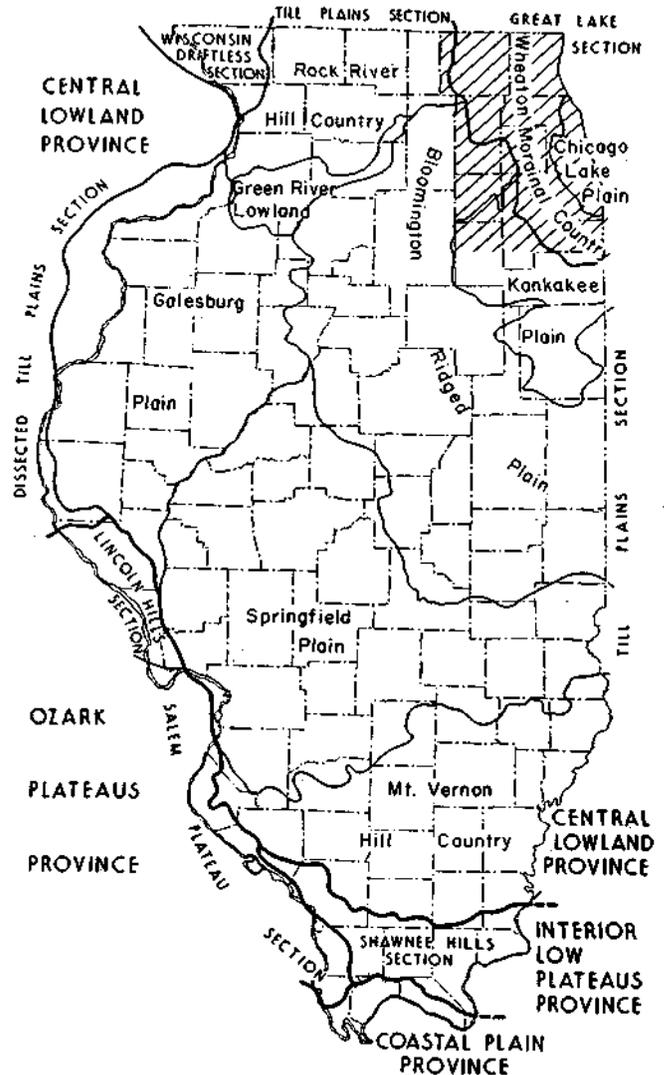 TILL PLAINS SECTION
GREAT LAKE
SECTION
WISCONSIN
DRIFTLESS
SECTION
CENTRAL
LOWLAND
PROVINCE
Rock River
Hill Country
Wheaton Morainal Country
Chicago
Lake
Plain
Green River
Lowland
Bloomington
Ridged
Plain
Kankakee
Plain
Galesburg
Plain
DISSECTED TILL PLAINS SECTION
TILL PLAINS SECTION
LINCOLN HILLS
SECTION
Springfield
Plain
OZARK
PLATEAUS
PROVINCE
SALEM
PLATEAU
SECTION
Mt. Vernon
Hill Country
CENTRAL
LOWLAND
PROVINCE
SHAWNEE HILLS
SECTION
INTERIOR
LOW
PLATEAUS
PROVINCE
COASTAL PLAIN
PROVINCE